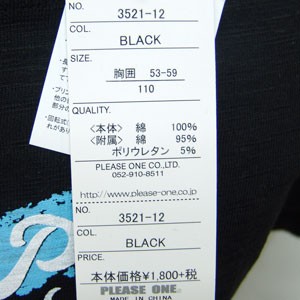 NO.
3521-12
COL.
BLACK
SIZE.
胸囲 53-59
110
QUALITY.
<本体> 綿 100%
<附属> 綿 95%
ポリウレタン 5%
PLEASE ONE CO.,LTD.
052-910-8511
http://www.please-one.co.jp
NO.
3521-12
COL.
BLACK
PRICE.
本体価格¥1,800+税
PLEASE ONE.
MADE IN CHINA